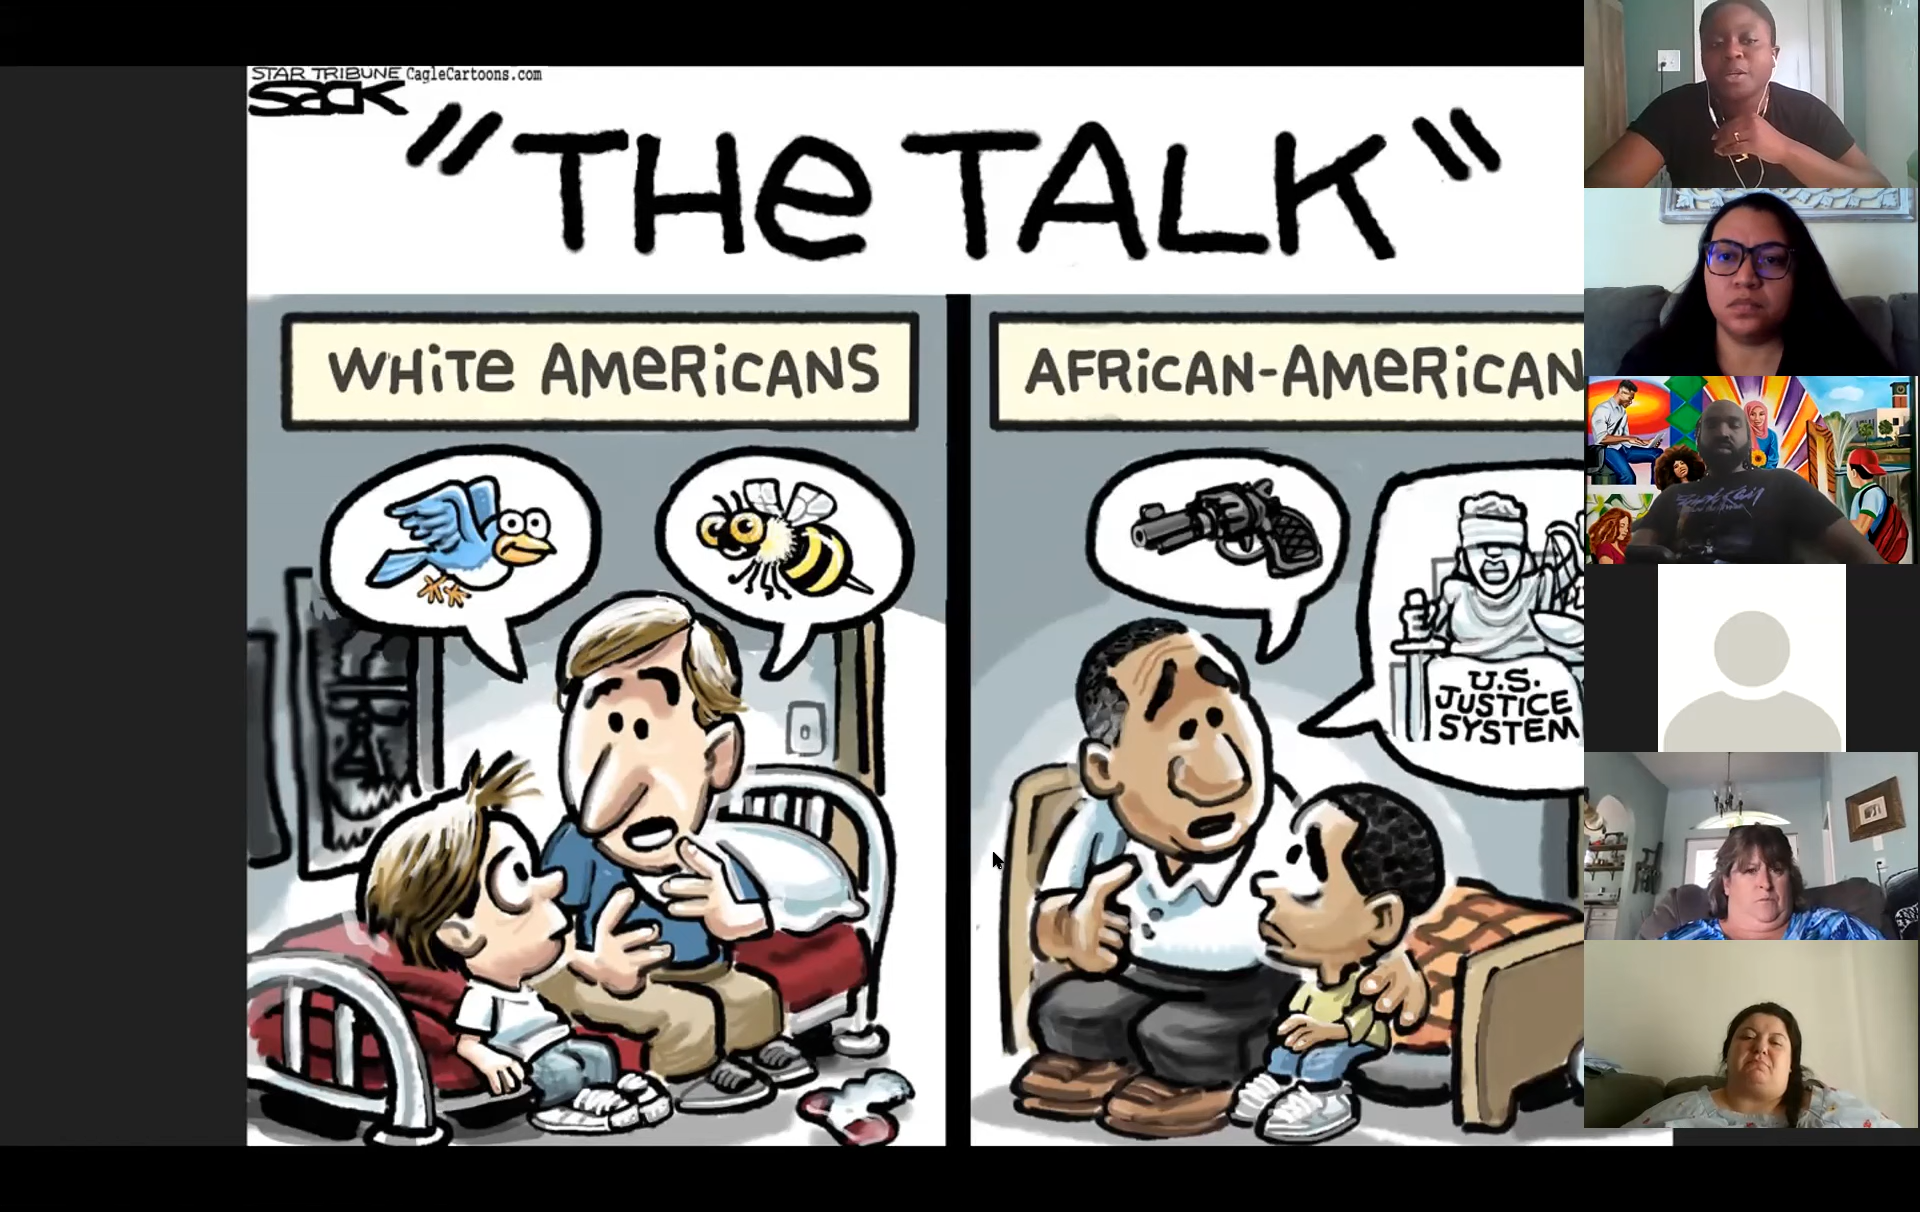 STAR TRIBUNE CagleCartoons.com
SACK
"THE TALK"
WHITE AMERICANS
AFRICAN-AMERICAN
U.S.
JUSTICE
SYSTEM